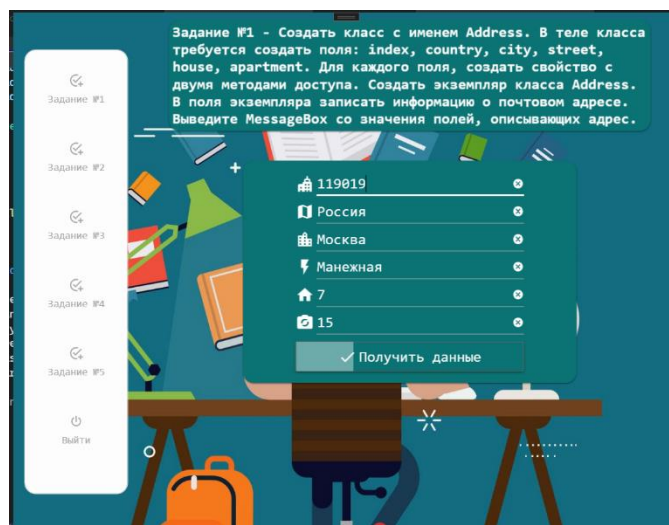 Задание №1 - Создать класс с именем Address. В теле класса
требуется создать поля: index, country, city, street,
house, apartment. Для каждого поля, создать свойство с
двумя методами доступа. Создать экземпляр класса Address.
В поля экземпляра записать информацию о почтовом адресе.
Выведите MessageBox со значения полей, описывающих адрес.
Задание №1
Задание №2
Задание №3
Задание №4
Задание №5
Выйти
119019
Россия
Москва
Манежная
7
15
Получить данные